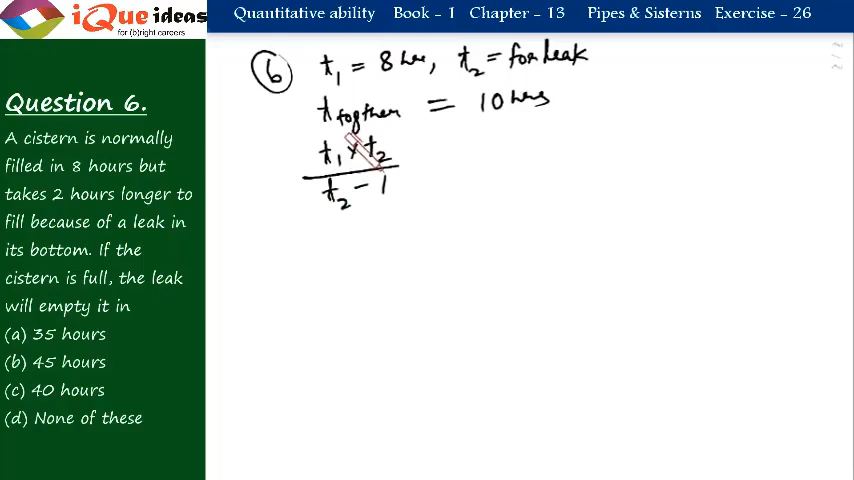 iQue ideas
for (b)right careers
Quantitative ability Book - 1 Chapter - 13 Pipes & Sisterns Exercise - 26
Question 6.
A cistern is normally
filled in 8 hours but
takes 2 hours longer to
fill because of a leak in
its bottom. If the
cistern is full, the leak
will empty it in
(a) 35 hours
(b) 45 hours
(c) 40 hours
(d) None of these
6 t1 = 8 hrs, t2 = for leak
t together = 10 hrs
t1 × t2
t2 - 1